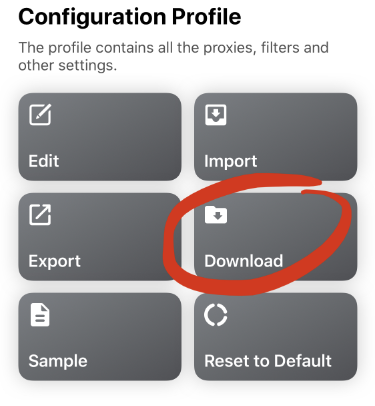 Configuration Profile
The profile contains all the proxies, filters and
other settings.
Edit
Import
Export
Download
Sample
Reset to Default